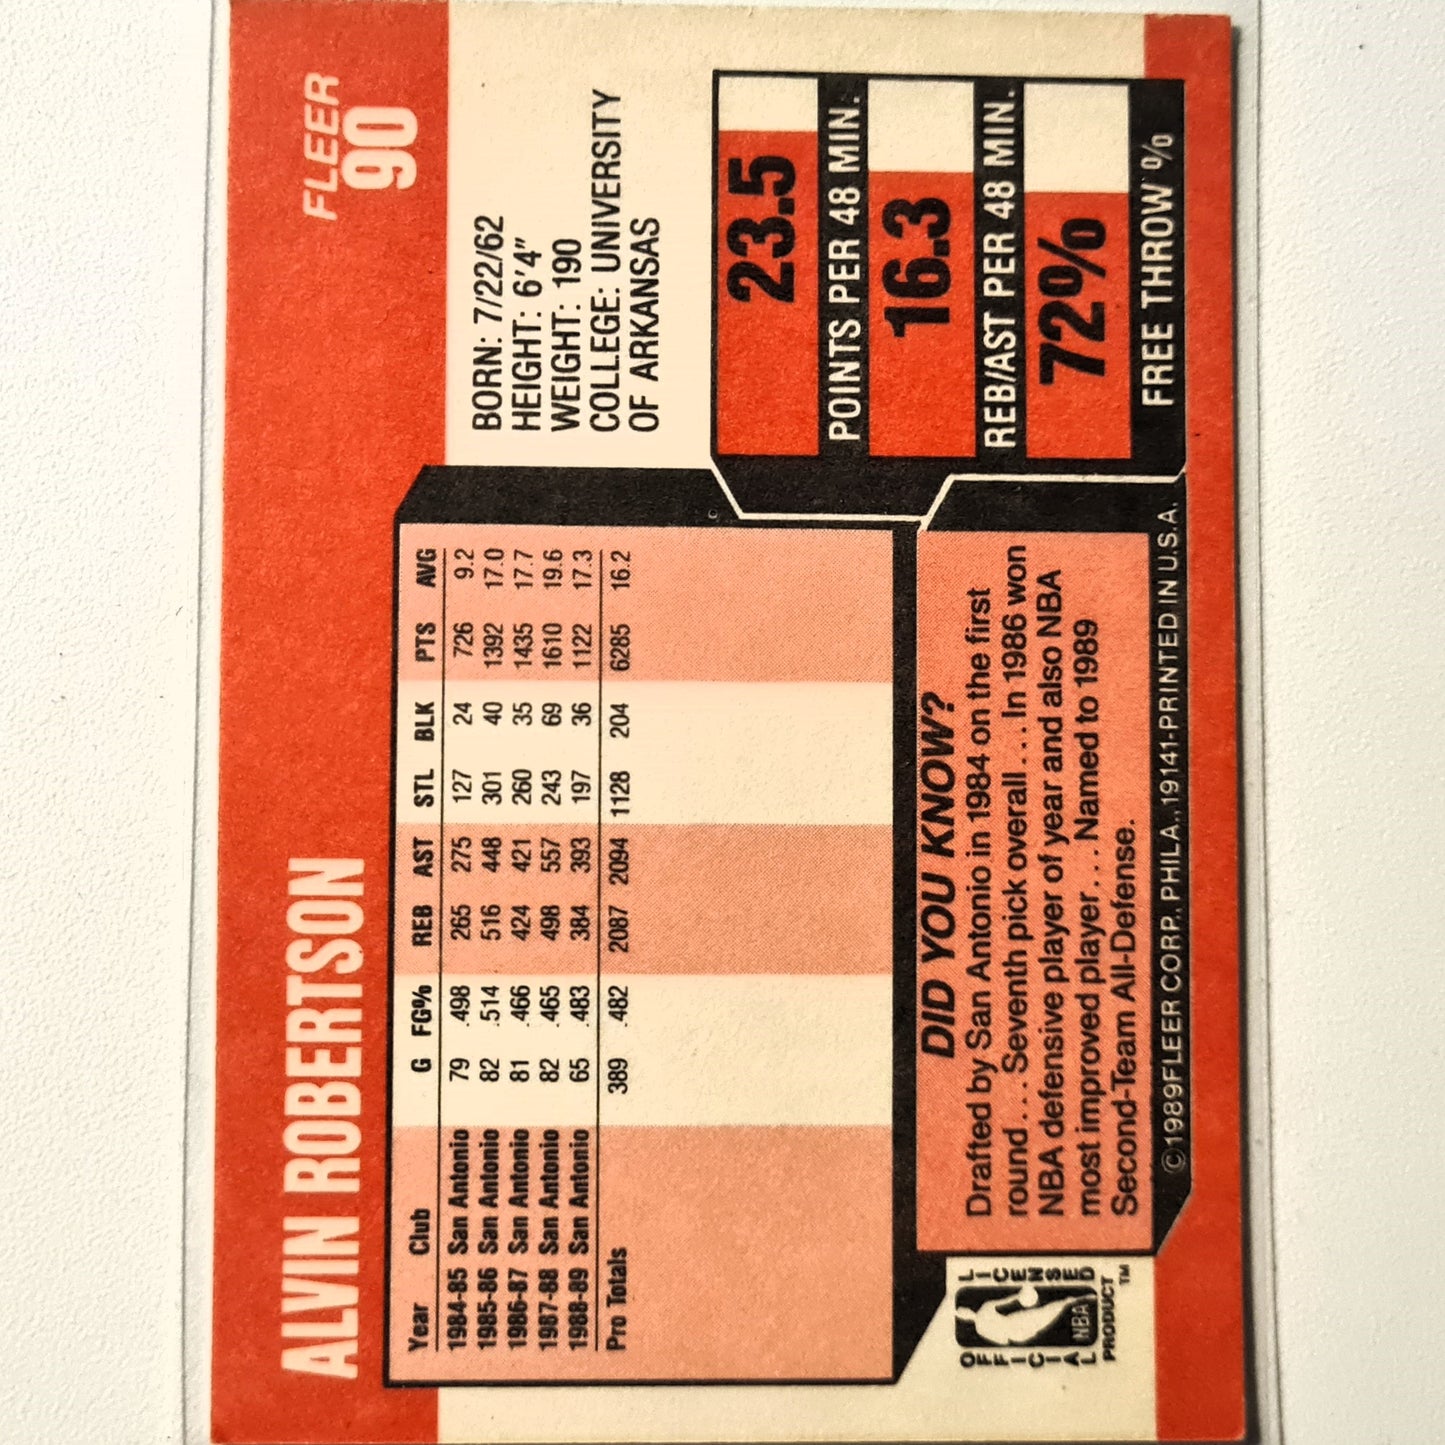 ALVIN ROBERTSON
FLEER
90
BORN: 7/22/62
HEIGHT: 6'4"
WEIGHT: 190
COLLEGE: UNIVERSITY
OF ARKANSAS
Year Club G FG% REB AST STL BLK PTS AVG
1984-85 San Antonio 79 .498 265 275 127 24 726 9.2
1985-86 San Antonio 82 .514 516 448 301 40 1392 17.0
1986-87 San Antonio 81 .466 424 421 260 35 1435 17.7
1987-88 San Antonio 82 .465 498 557 243 69 1610 19.6
1988-89 San Antonio 65 .483 384 393 197 36 1122 17.3
Pro Totals 389 .482 2087 2094 1128 204 6285 16.2
23.5
POINTS PER 48 MIN.
16.3
REB/AST PER 48 MIN.
72%
FREE THROW %
DID YOU KNOW?
Drafted by San Antonio in 1984 on the first
round...Seventh pick overall...In 1986 won
NBA defensive player of year and also NBA
most improved player...Named to 1989
Second-Team All-Defense.
OFFICIAL LICENSED
NBA
PRODUCT™
©1989 FLEER CORP., PHILA., 19141-PRINTED IN U.S.A.